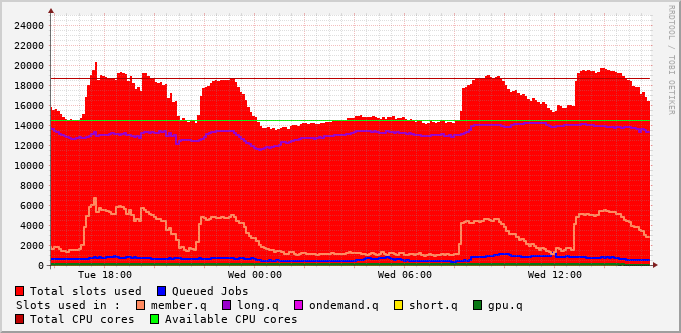 RRDTOOL / TOBI OETIKER
24000
22000
20000
18000
16000
14000
12000
10000
8000
6000
4000
2000
0
Tue 18:00 Wed 00:00 Wed 06:00 Wed 12:00
Total slots used Queued Jobs
Slots used in : member.q long.q ondemand.q short.q gpu.q
Total CPU cores Available CPU cores